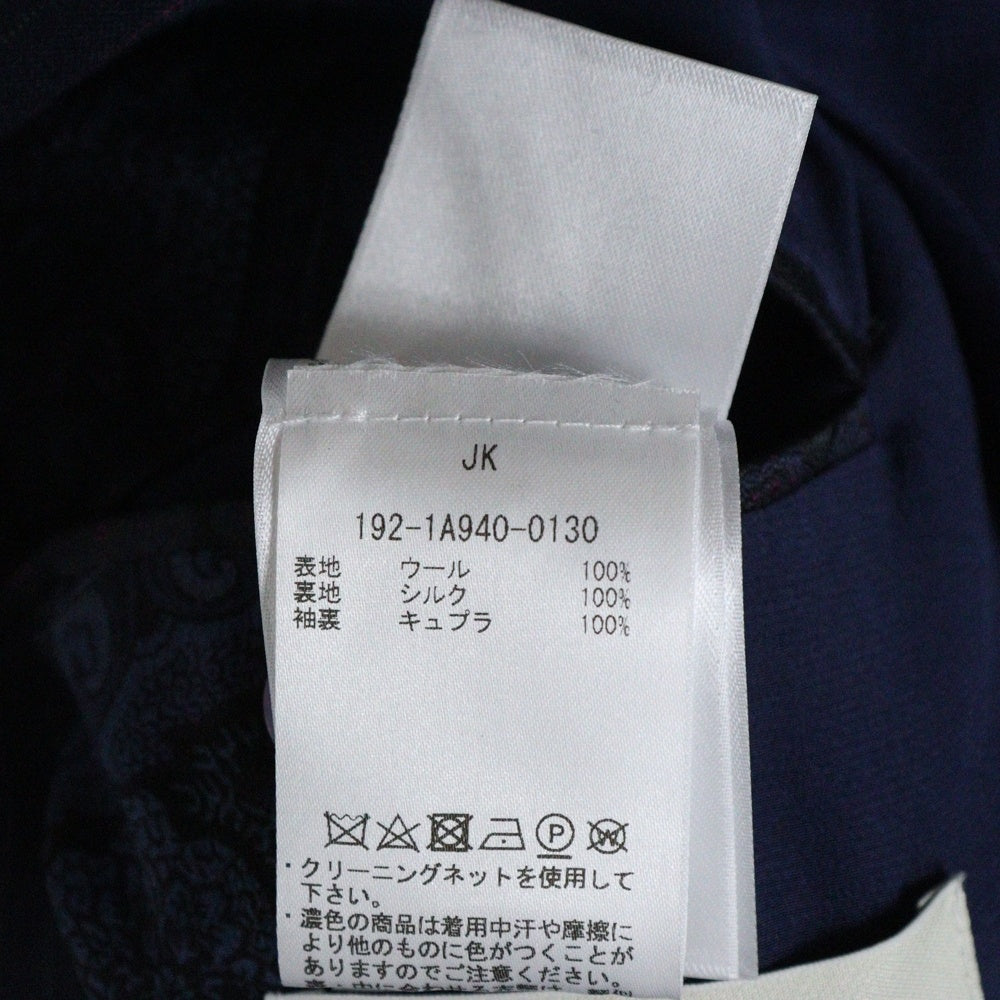 JK
192-1A940-0130
表地 ウール 100%
裏地 シルク 100%
袖裏 キュプラ 100%
P W
・クリーニングネットを使用して
下さい。
・濃色の商品は着用中汗や摩擦に
より他のものに色がつくことが
ありますのでご注意ください。